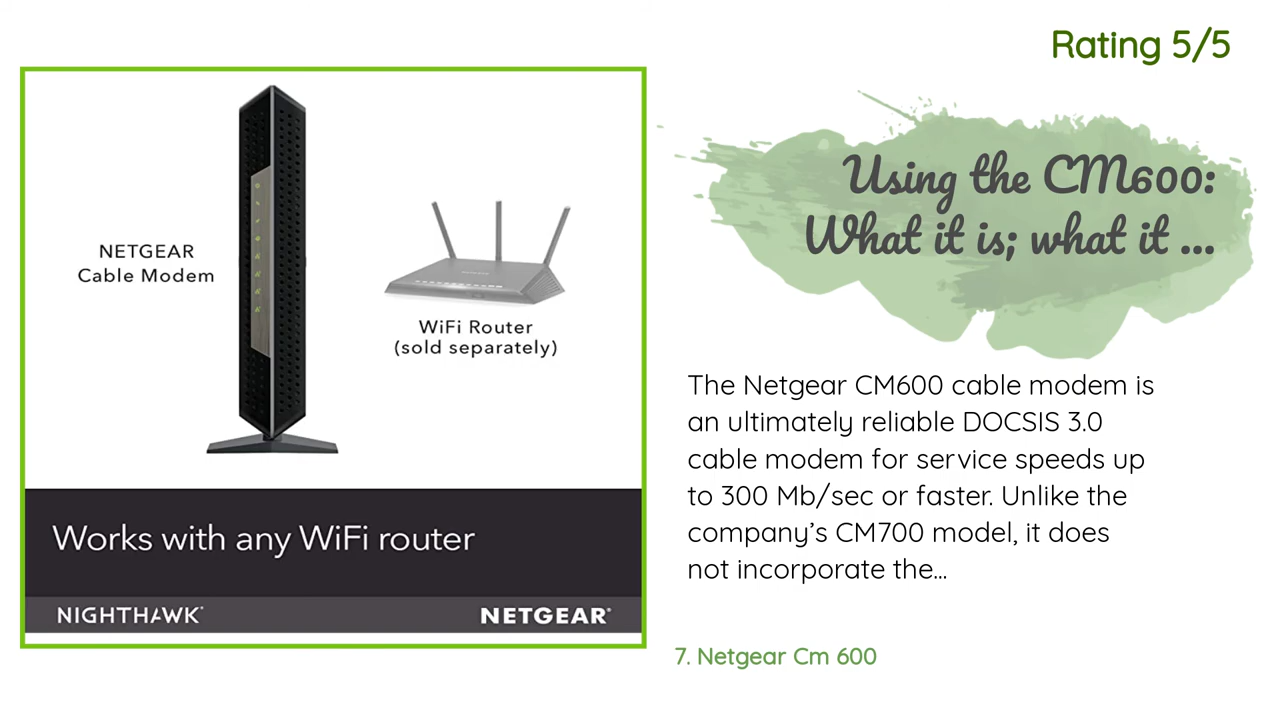 Rating 5/5
NETGEAR
Cable Modem
WiFi Router
(sold separately)
Works with any WiFi router
NIGHTHAWK®
NETGEAR®
Using the CM600:
What it is; what it ...
The Netgear CM600 cable modem is
an ultimately reliable DOCSIS 3.0
cable modem for service speeds up
to 300 Mb/sec or faster. Unlike the
company’s CM700 model, it does
not incorporate the...
7. Netgear Cm 600